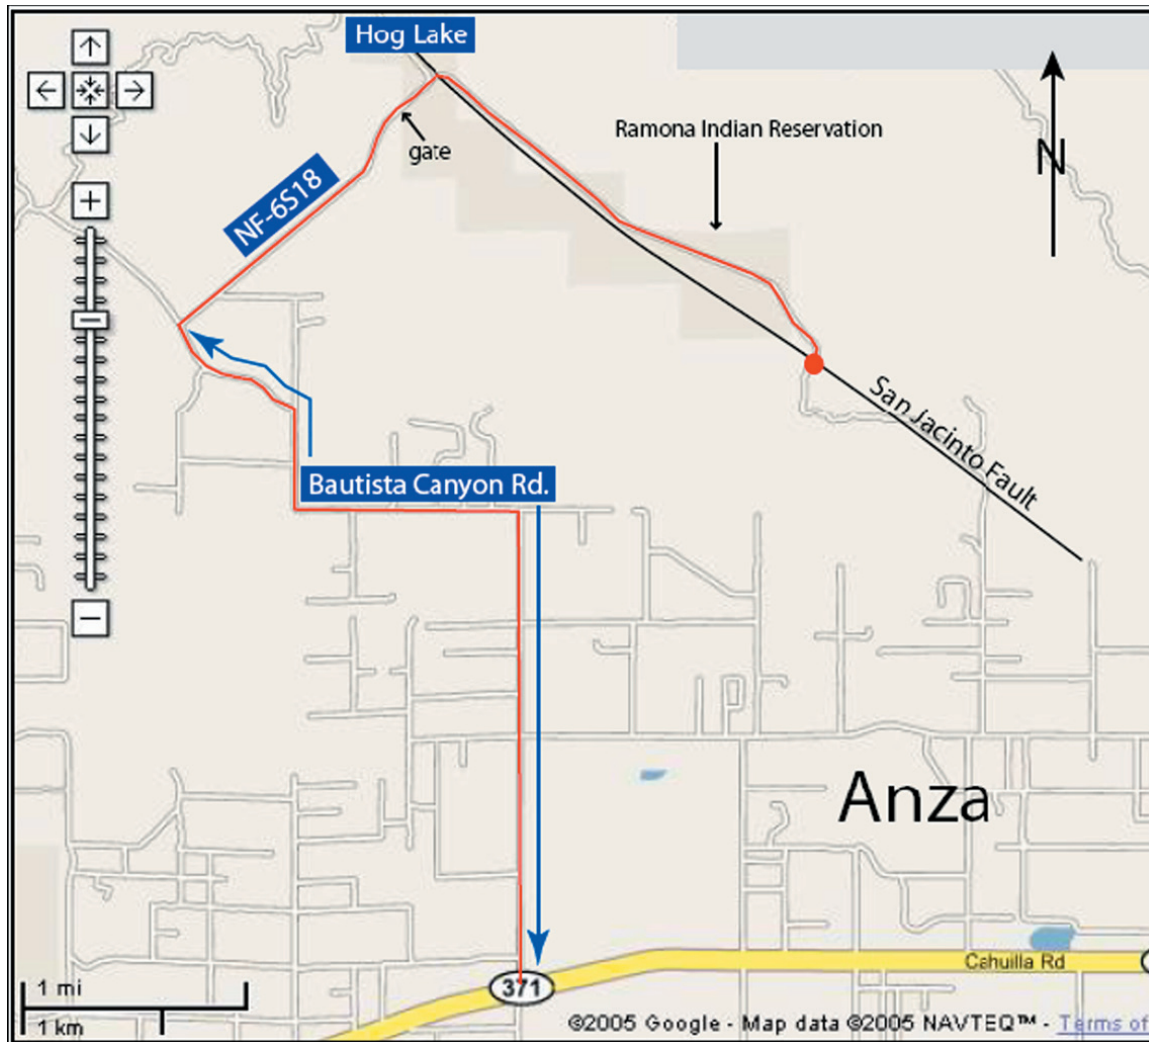 Hog Lake
Ramona Indian Reservation
gate
N
NF-6S18
San Jacinto Fault
Bautista Canyon Rd.
Anza
Cahuilla Rd
371
1 mi
1 km
©2005 Google - Map data ©2005 NAVTEQ™ - Terms of